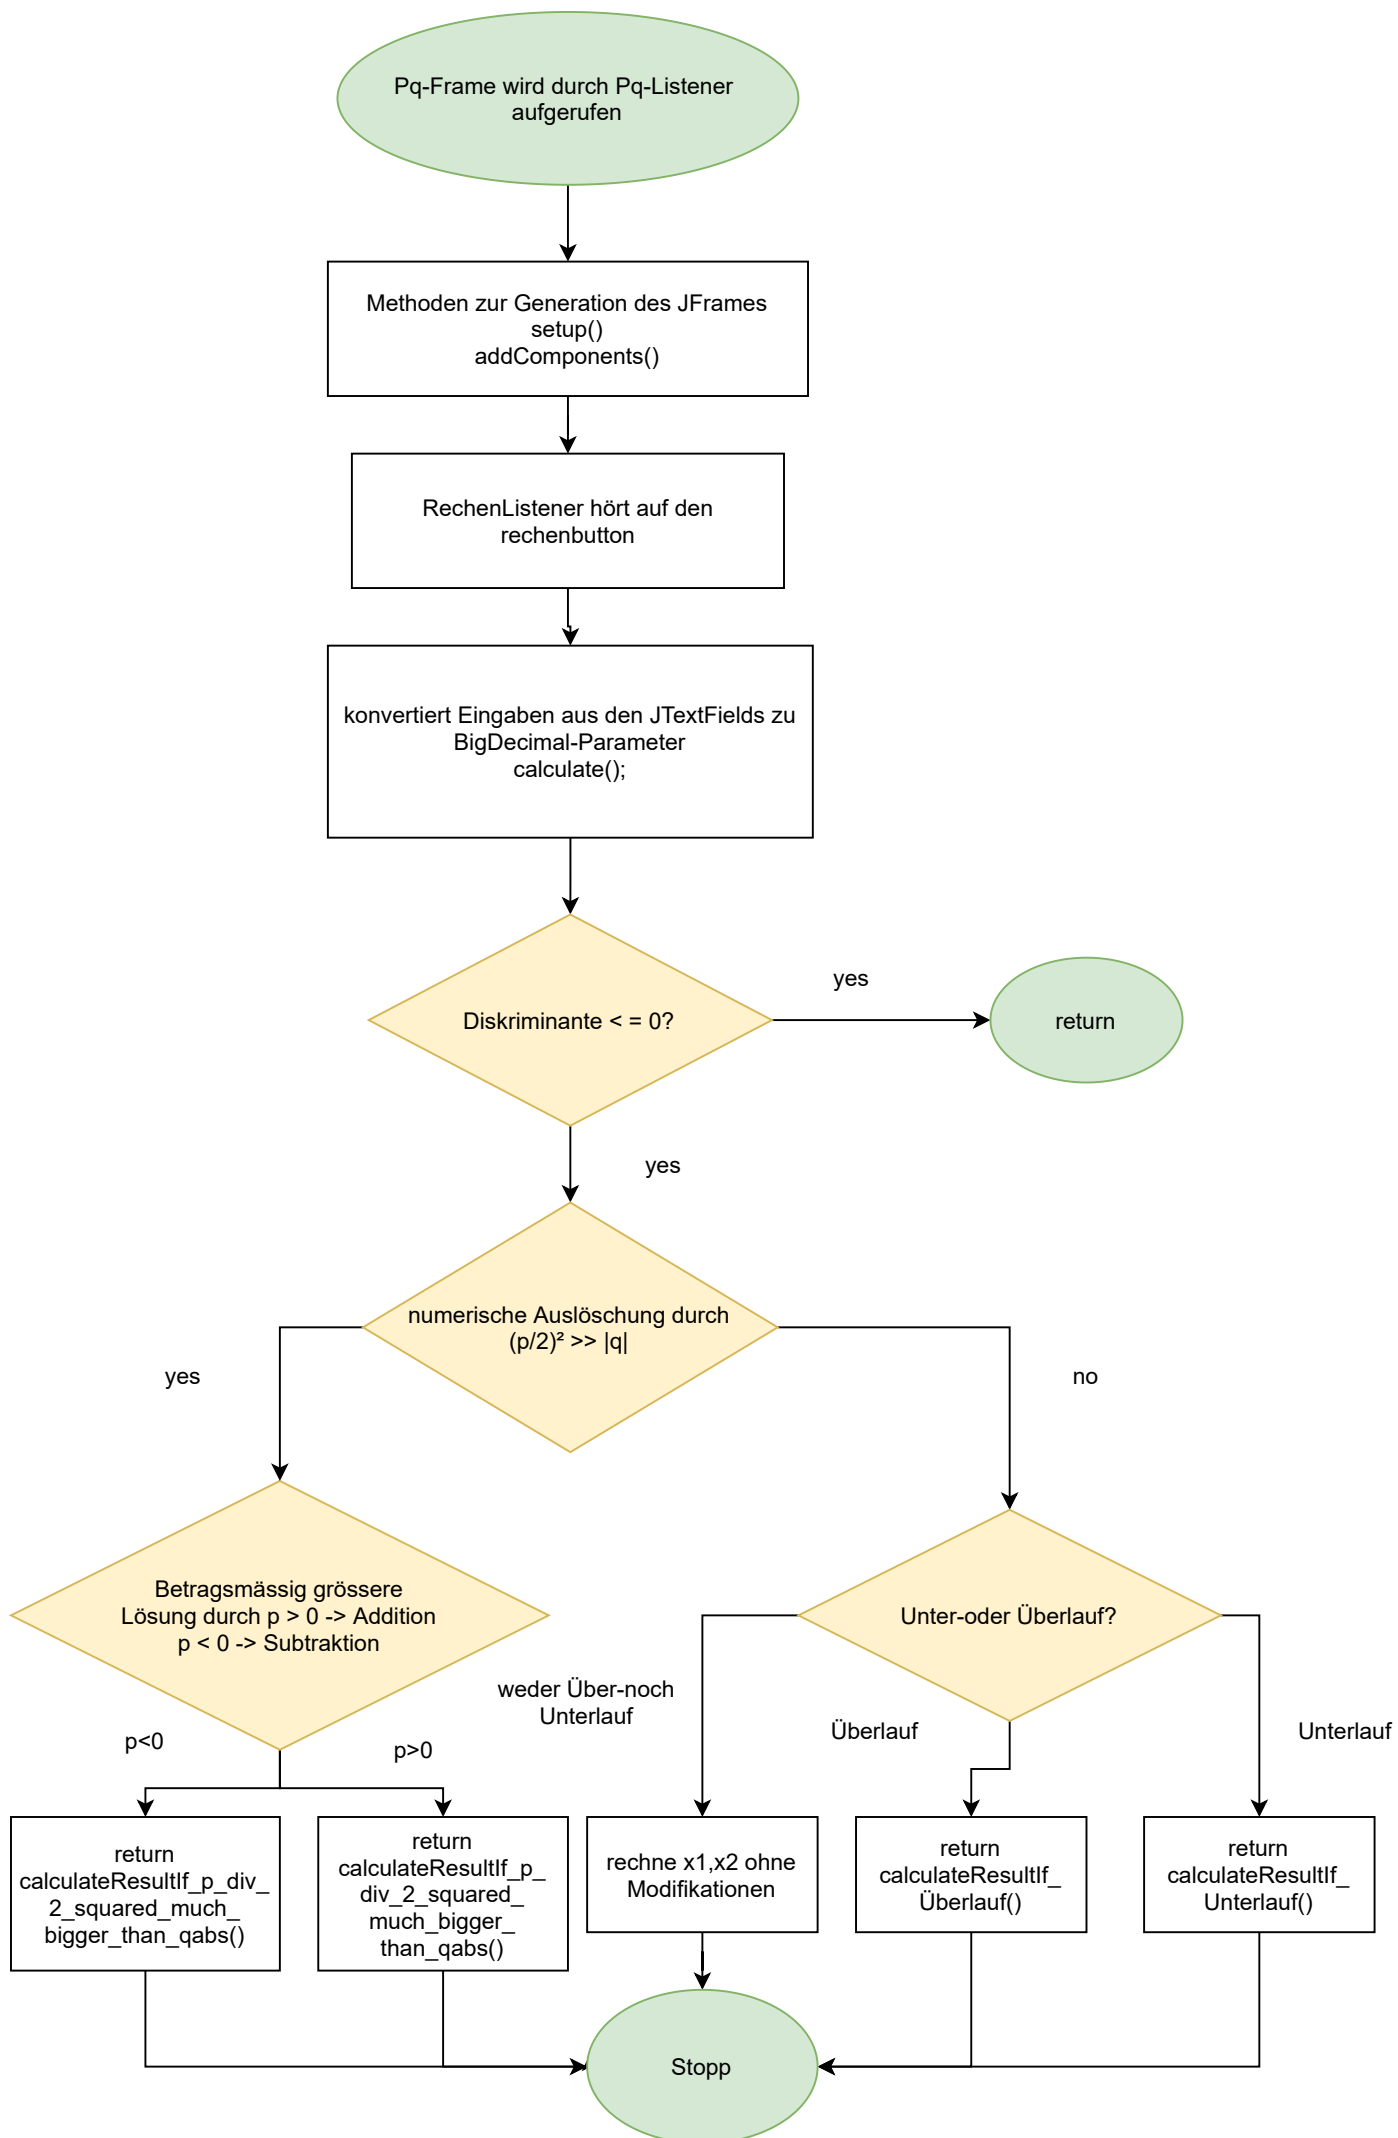 Pq-Frame wird durch Pq-Listener
aufgerufen
Methoden zur Generation des JFrames
setup()
addComponents()
RechenListener hört auf den
rechenbutton
konvertiert Eingaben aus den JTextFields zu
BigDecimal-Parameter
calculate();
Diskriminante < = 0?
yes
return
yes
numerische Auslöschung durch
(p/2)² >> |q|
yes
no
Betragsmässig grössere
Lösung durch p > 0 -> Addition
p < 0 -> Subtraktion
Unter-oder Überlauf?
weder Über-noch
Unterlauf
Überlauf
Unterlauf
p<0
p>0
return
calculateResultIf_p_div_
2_squared_much_
bigger_than_qabs()
return
calculateResultIf_p_
div_2_squared_
much_bigger_
than_qabs()
rechne x1,x2 ohne
Modifikationen
return
calculateResultIf_
Überlauf()
return
calculateResultIf_
Unterlauf()
Stopp